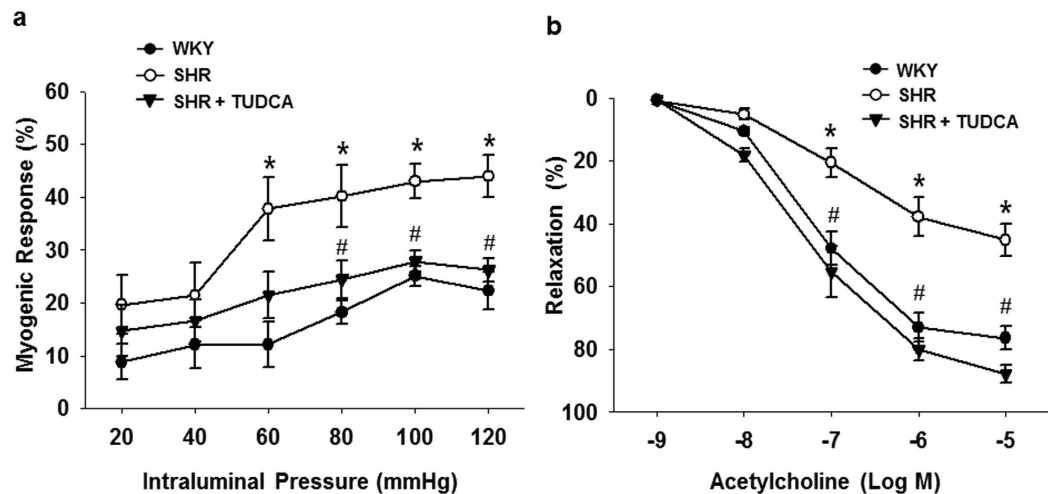 a
WKY
SHR
SHR + TUDCA
Myogenic Response (%)
60
50
40
30
20
10
0
* * * *
# # #
20 40 60 80 100 120
Intraluminal Pressure (mmHg)
b
WKY
SHR
SHR + TUDCA
Relaxation (%)
0
20
40
60
80
100
* * *
# # #
-9 -8 -7 -6 -5
Acetylcholine (Log M)